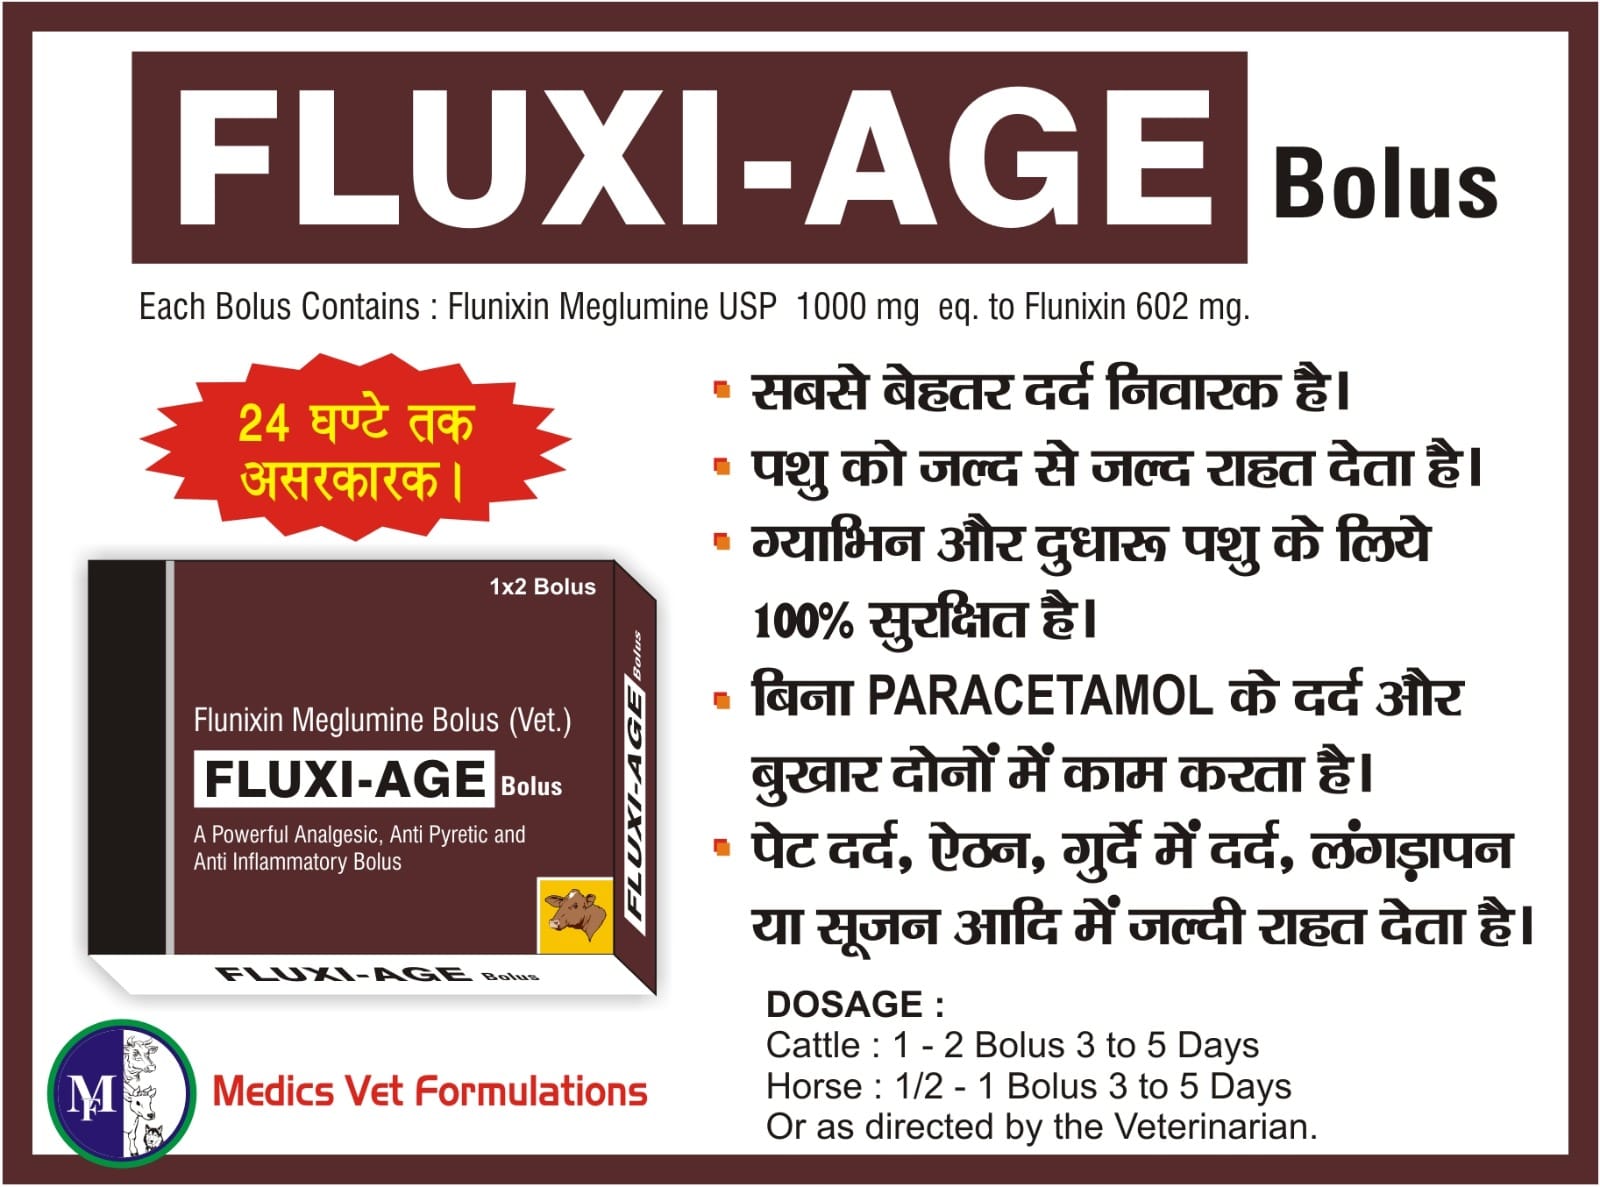 FLUXI-AGE Bolus
Each Bolus Contains : Flunixin Meglumine USP 1000 mg eq. to Flunixin 602 mg.
24 घण्टे तक
असरकारक।
1x2 Bolus
Flunixin Meglumine Bolus (Vet.)
FLUXI-AGE Bolus
A Powerful Analgesic, Anti Pyretic and
Anti Inflammatory Bolus
FLUXI-AGE Bolus
FLUXI-AGE Bolus
MF
Medics Vet Formulations
सबसे बेहतर दर्द निवारक है।
पशु को जल्द से जल्द राहत देता है।
ग्याभिन और दुधारू पशु के लिये
100% सुरक्षित है।
बिना PARACETAMOL के दर्द और
बुखार दोनों में काम करता है।
पेट दर्द, ऐठन, गुर्दे में दर्द, लंगड़ापन
या सूजन आदि में जल्दी राहत देता है।
DOSAGE :
Cattle : 1 - 2 Bolus 3 to 5 Days
Horse : 1/2 - 1 Bolus 3 to 5 Days
Or as directed by the Veterinarian.